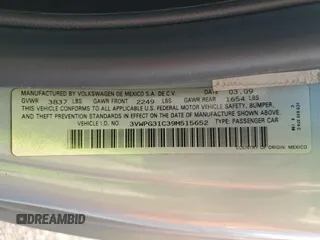 MFD. BY VOLKSWAGEN DE MEXICO S.A. DE C.V. DATE 03.09
GVWR 3837 LBS GAWR FRONT 2249 LBS GAWR REAR 1654 LBS
THIS VEHICLE CONFORMS TO ALL APPLICABLE FEDERAL
MOTOR VEHICLE SAFETY, BUMPER,
AND THEFT PREVENTION STANDARDS IN EFFECT ON THE DATE OF MANUFACTURE SHOWN ABOVE.
VEHICLE I.D. NO.: 3VWPG31C39M515652 TYPE: PASSENGER CAR
COUNTRY OF ORIGIN: MEXICO
DREAMBID